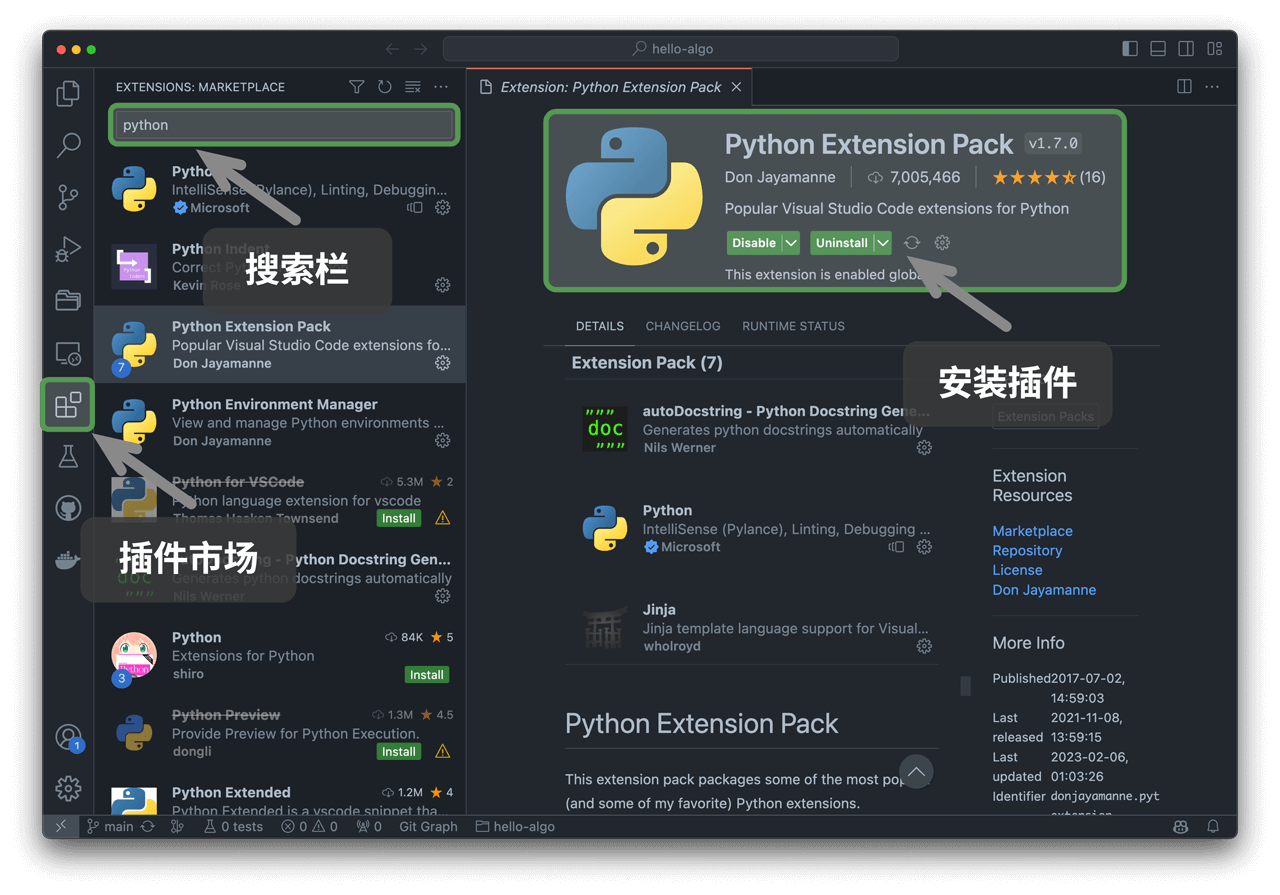 hello-algo
EXTENSIONS: MARKETPLACE
python
IntelliSense (Pylance), Linting, Debuggin...
Microsoft
Python Indent
Kevin Rose
搜索栏
Python Extension Pack
Popular Visual Studio Code extensions fo...
Don Jayamanne
7
Python Environment Manager
View and manage Python environments ...
Don Jayamanne
Python for VSCode
5.3M
2
Python language extension for vscode
Thomas Haakon Townsend
Install
插件市场
Python Docstring Gen...
Generates python docstrings automatically
Nils Werner
Python
84K
5
Extensions for Python
shiro
Install
3
Python Preview
1.3M
4.5
Provide Preview for Python Execution.
dongli
Install
Python Extended
1.2M
4
Python Extended is a vscode snippet tha...
1
Extension: Python Extension Pack
Python Extension Pack
v1.7.0
Don Jayamanne
7,005,466
(16)
Popular Visual Studio Code extensions for Python
Disable
Uninstall
This extension is enabled globa
安装插件
DETAILS
CHANGELOG
RUNTIME STATUS
Extension Pack (7)
"""
doc
"""
autoDocstring - Python Docstring Gene...
Generates python docstrings automatically
Nils Werner
Python
IntelliSense (Pylance), Linting, Debugging ...
Microsoft
Jinja
Jinja template language support for Visual...
wholroyd
Python Extension Pack
This extension pack packages some of the most pop
(and some of my favorite) Python extensions.
Extension Packs
Extension
Resources
Marketplace
Repository
License
Don Jayamanne
More Info
Published 2017-07-02,
14:59:03
Last 2021-11-08,
released 13:59:15
Last 2023-02-06,
updated 01:03:26
Identifier donjayamanne.pyt
extension
main
0 tests
0
0
0
Git Graph
hello-algo